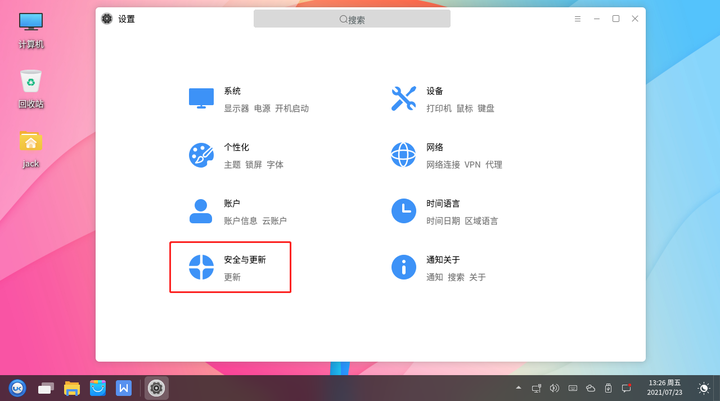 设置
搜索
计算机
回收站
jack
系统
显示器 电源 开机启动
设备
打印机 鼠标 键盘
个性化
主题 锁屏 字体
网络
网络连接 VPN 代理
账户
账户信息 云账户
时间语言
时间日期 区域语言
安全与更新
更新
通知关于
通知 搜索 关于
UK
W
13:26 周五
2021/07/23